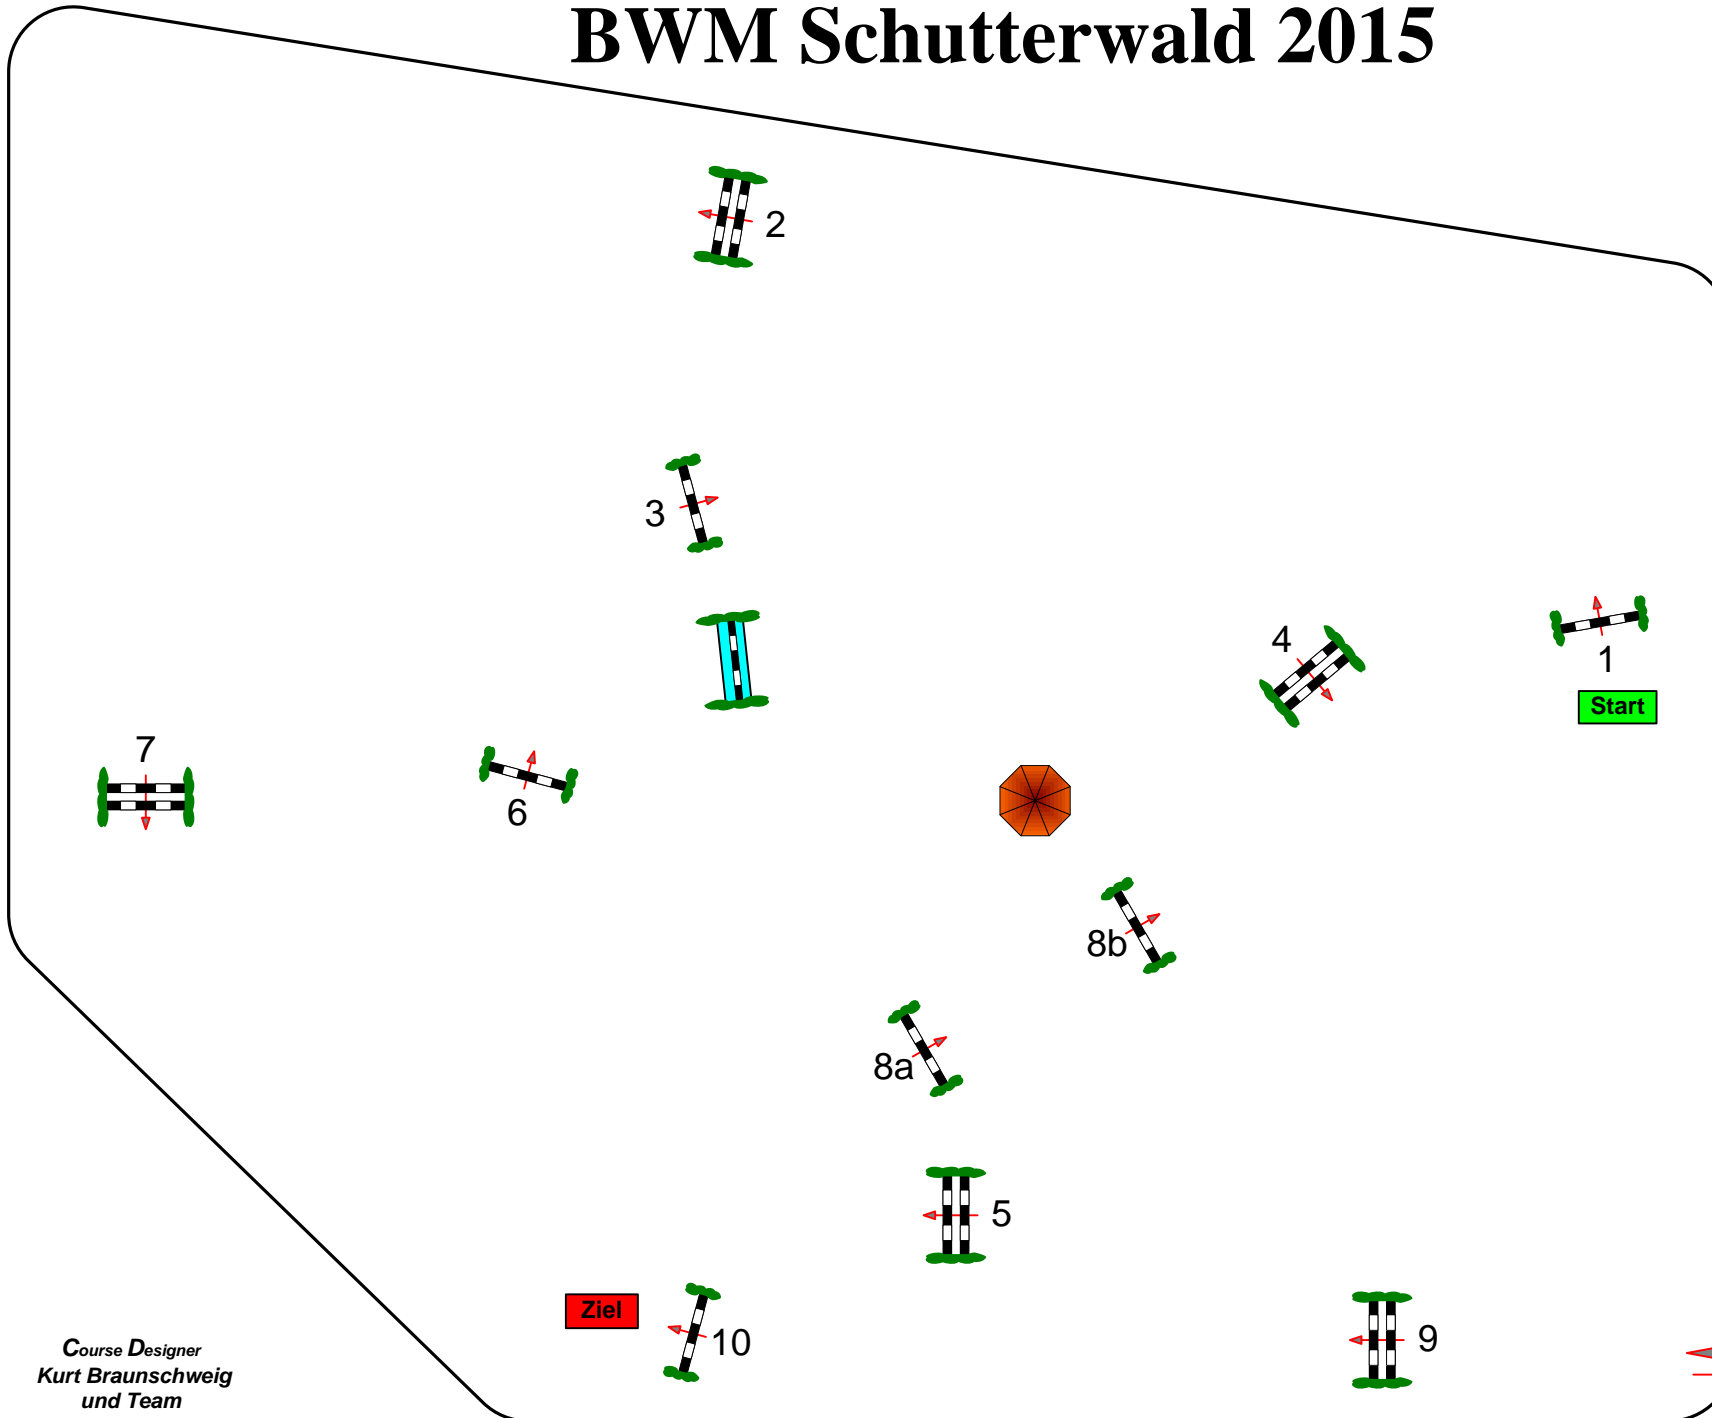 BWM Schutterwald 2015
2
3
4
1
Start
7
6
8b
8a
5
Ziel
10
9
Course Designer
Kurt Braunschweig
und Team